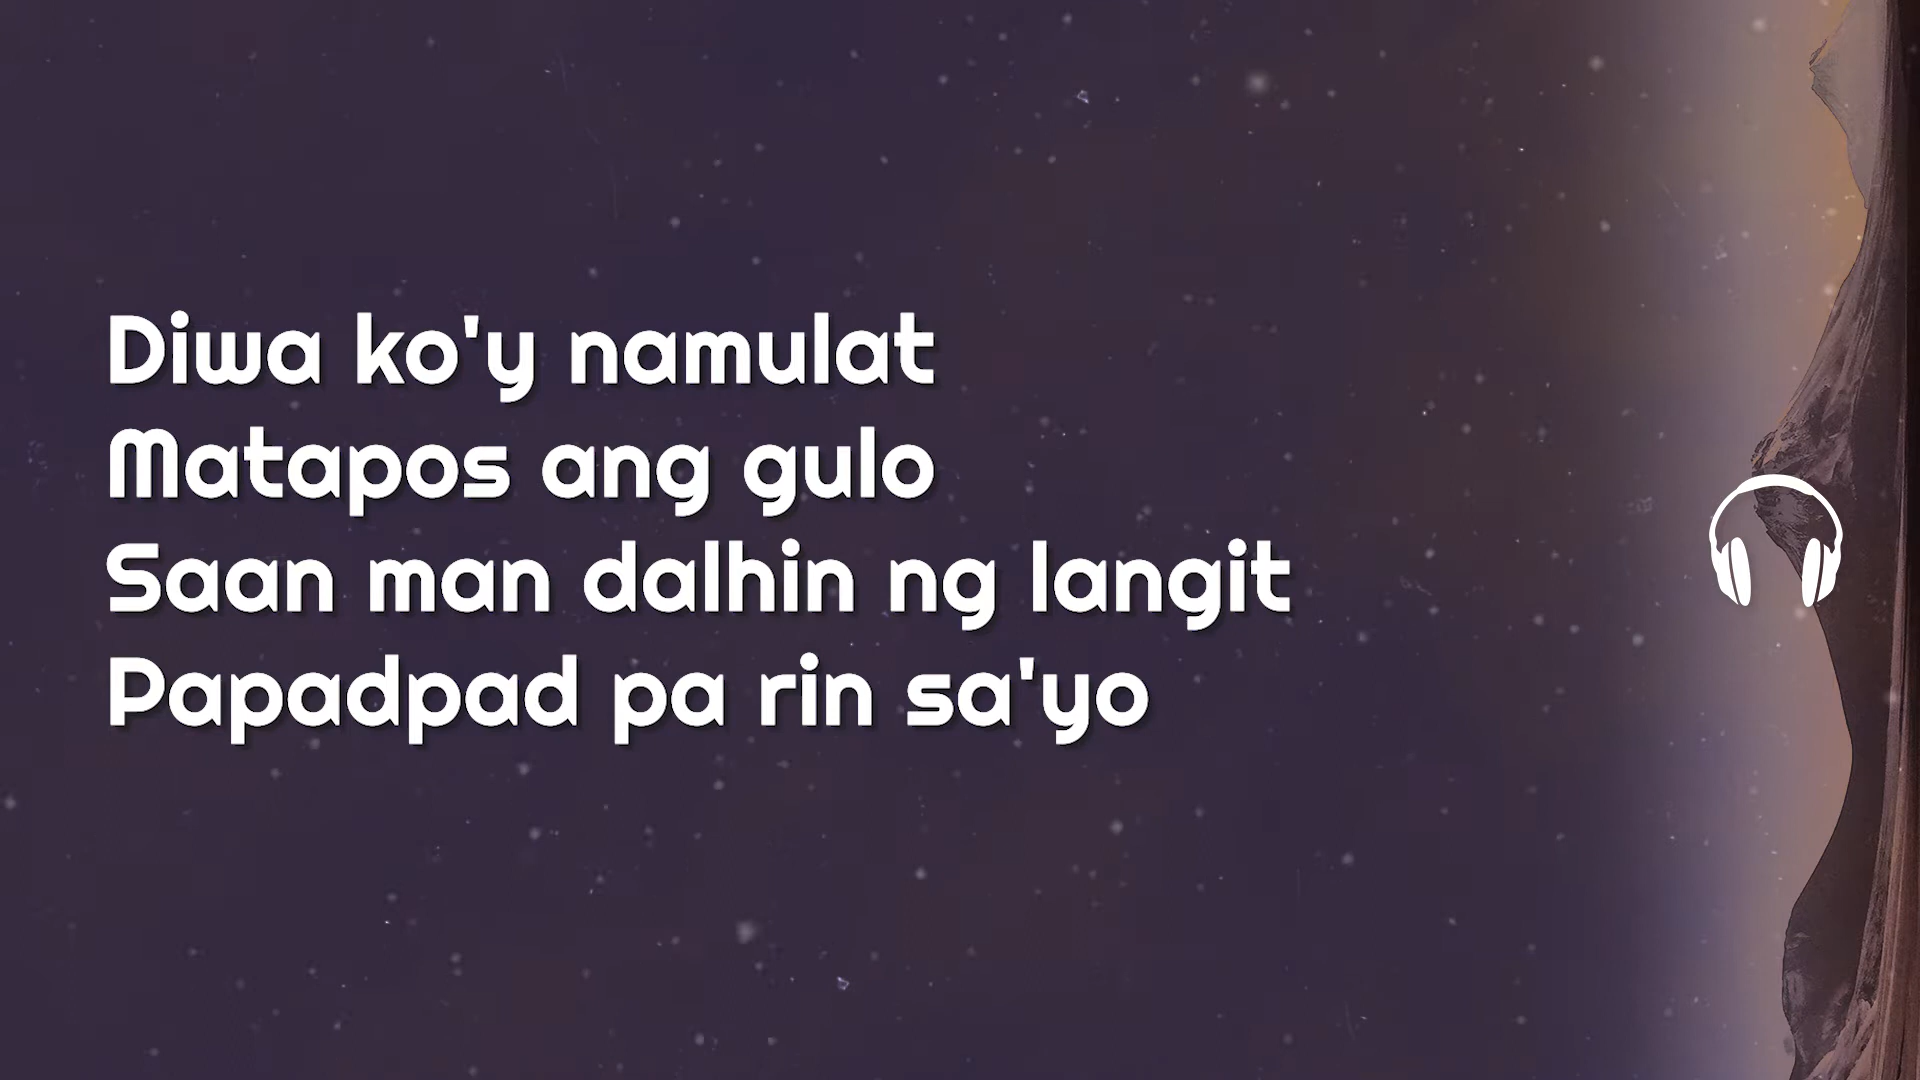 Diwa ko'y namulat
Matapos ang gulo
Saan man dalhin ng langit
Papadpad pa rin sa'yo